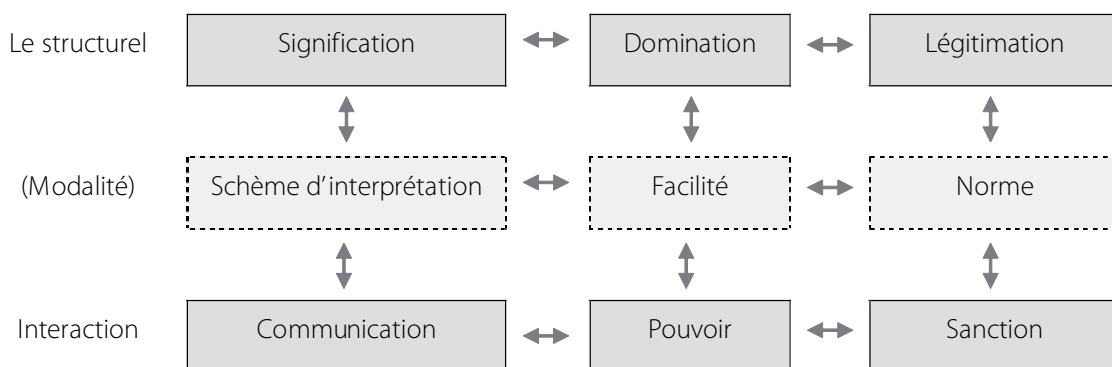 Le structurel Signification Domination Légitimation
(Modalité) Schème d'interprétation Facilité Norme
Interaction Communication Pouvoir Sanction